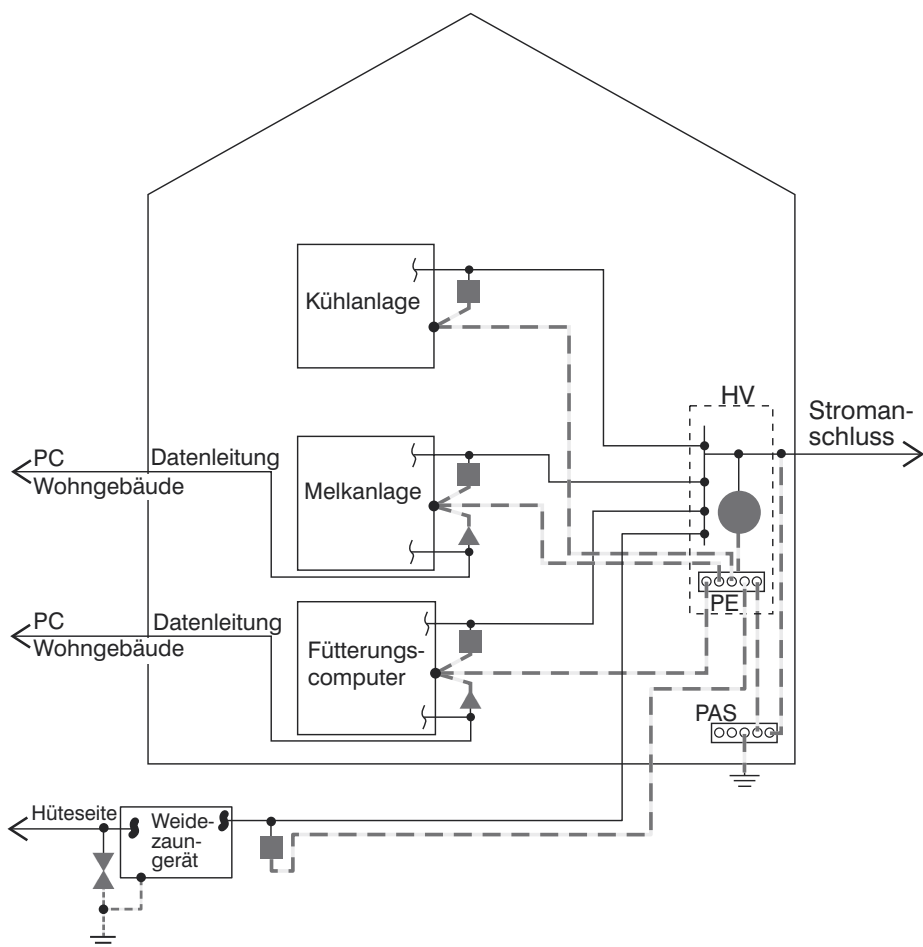 Kühlanlage
HV
Stroman-
schluss
PC
Wohngebäude
Datenleitung
Melkanlage
PE
PC
Wohngebäude
Datenleitung
Fütterungs-
computer
PAS
Hüteseite
Weide-
zaun-
gerät